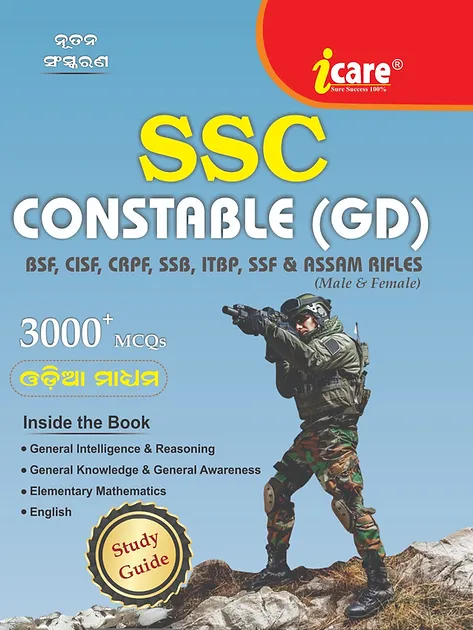 ନୂତନ
ସଂସ୍କରଣ
icare®
Sure Success 100%
SSC
CONSTABLE (GD)
BSF, CISF, CRPF, SSB, ITBP, SSF & ASSAM RIFLES
(Male & Female)
3000+ MCQs
ଓଡ଼ିଆ ମାଧ୍ୟମ
Inside the Book
• General Intelligence & Reasoning
• General Knowledge & General Awareness
• Elementary Mathematics
• English
Study
Guide